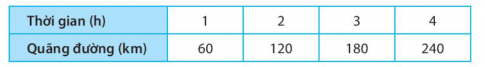 Thời gian (h) 1 2 3 4
Quãng đường (km) 60 120 180 240